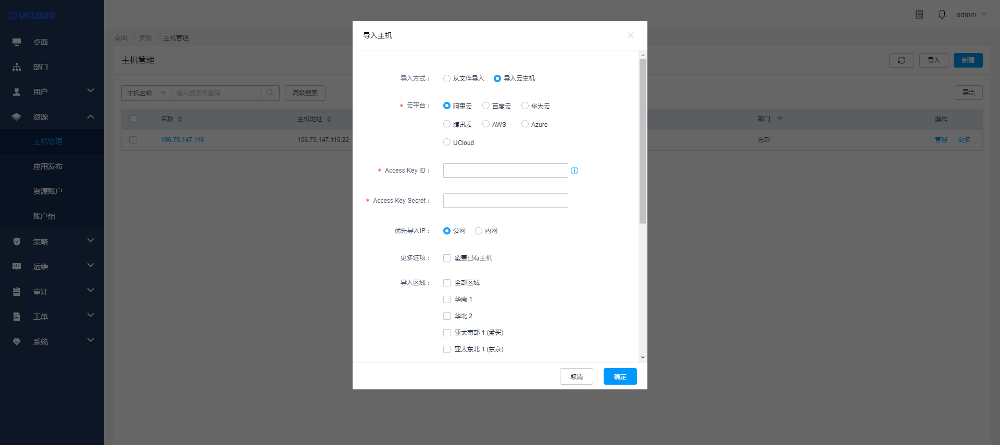 UCLOUD
admin
桌面
部门
用户
资源
主机管理
应用发布
资源账户
账户组
策略
运维
审计
工单
系统
桌面 / 资源 / 主机管理
主机管理
导入 新建
主机名称 输入搜索项查询 高级搜索 导出
名称 主机地址 部门 操作
106.75.147.116 106.75.147.116:22 总部 管理 更多
导入主机
导入方式： 从文件导入 导入云主机
* 云平台： 阿里云 百度云 华为云
腾讯云 AWS Azure
UCloud
* Access Key ID：
* Access Key Secret：
优先导入IP： 公网 内网
更多选项： 覆盖已有主机
导入区域： 全部区域
华南 1
华北 2
亚太南部 1 (孟买)
亚太东北 1 (东京)
取消 确定